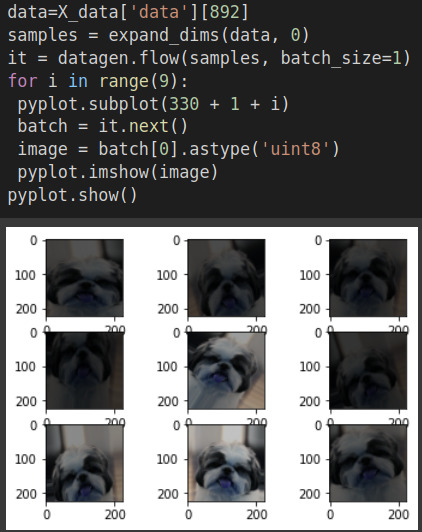 data=X_data['data'][892]
samples = expand_dims(data, 0)
it = datagen.flow(samples, batch_size=1)
for i in range(9):
 pyplot.subplot(330 + 1 + i)
 batch = it.next()
 image = batch[0].astype('uint8')
 pyplot.imshow(image)
pyplot.show()
0 0 0
100 100 100
200 200 200
0 200 0 200 0 200
0 0 0
100 100 100
200 200 200
0 200 0 200 0 200
0 0 0
100 100 100
200 200 200
0 200 0 200 0 200